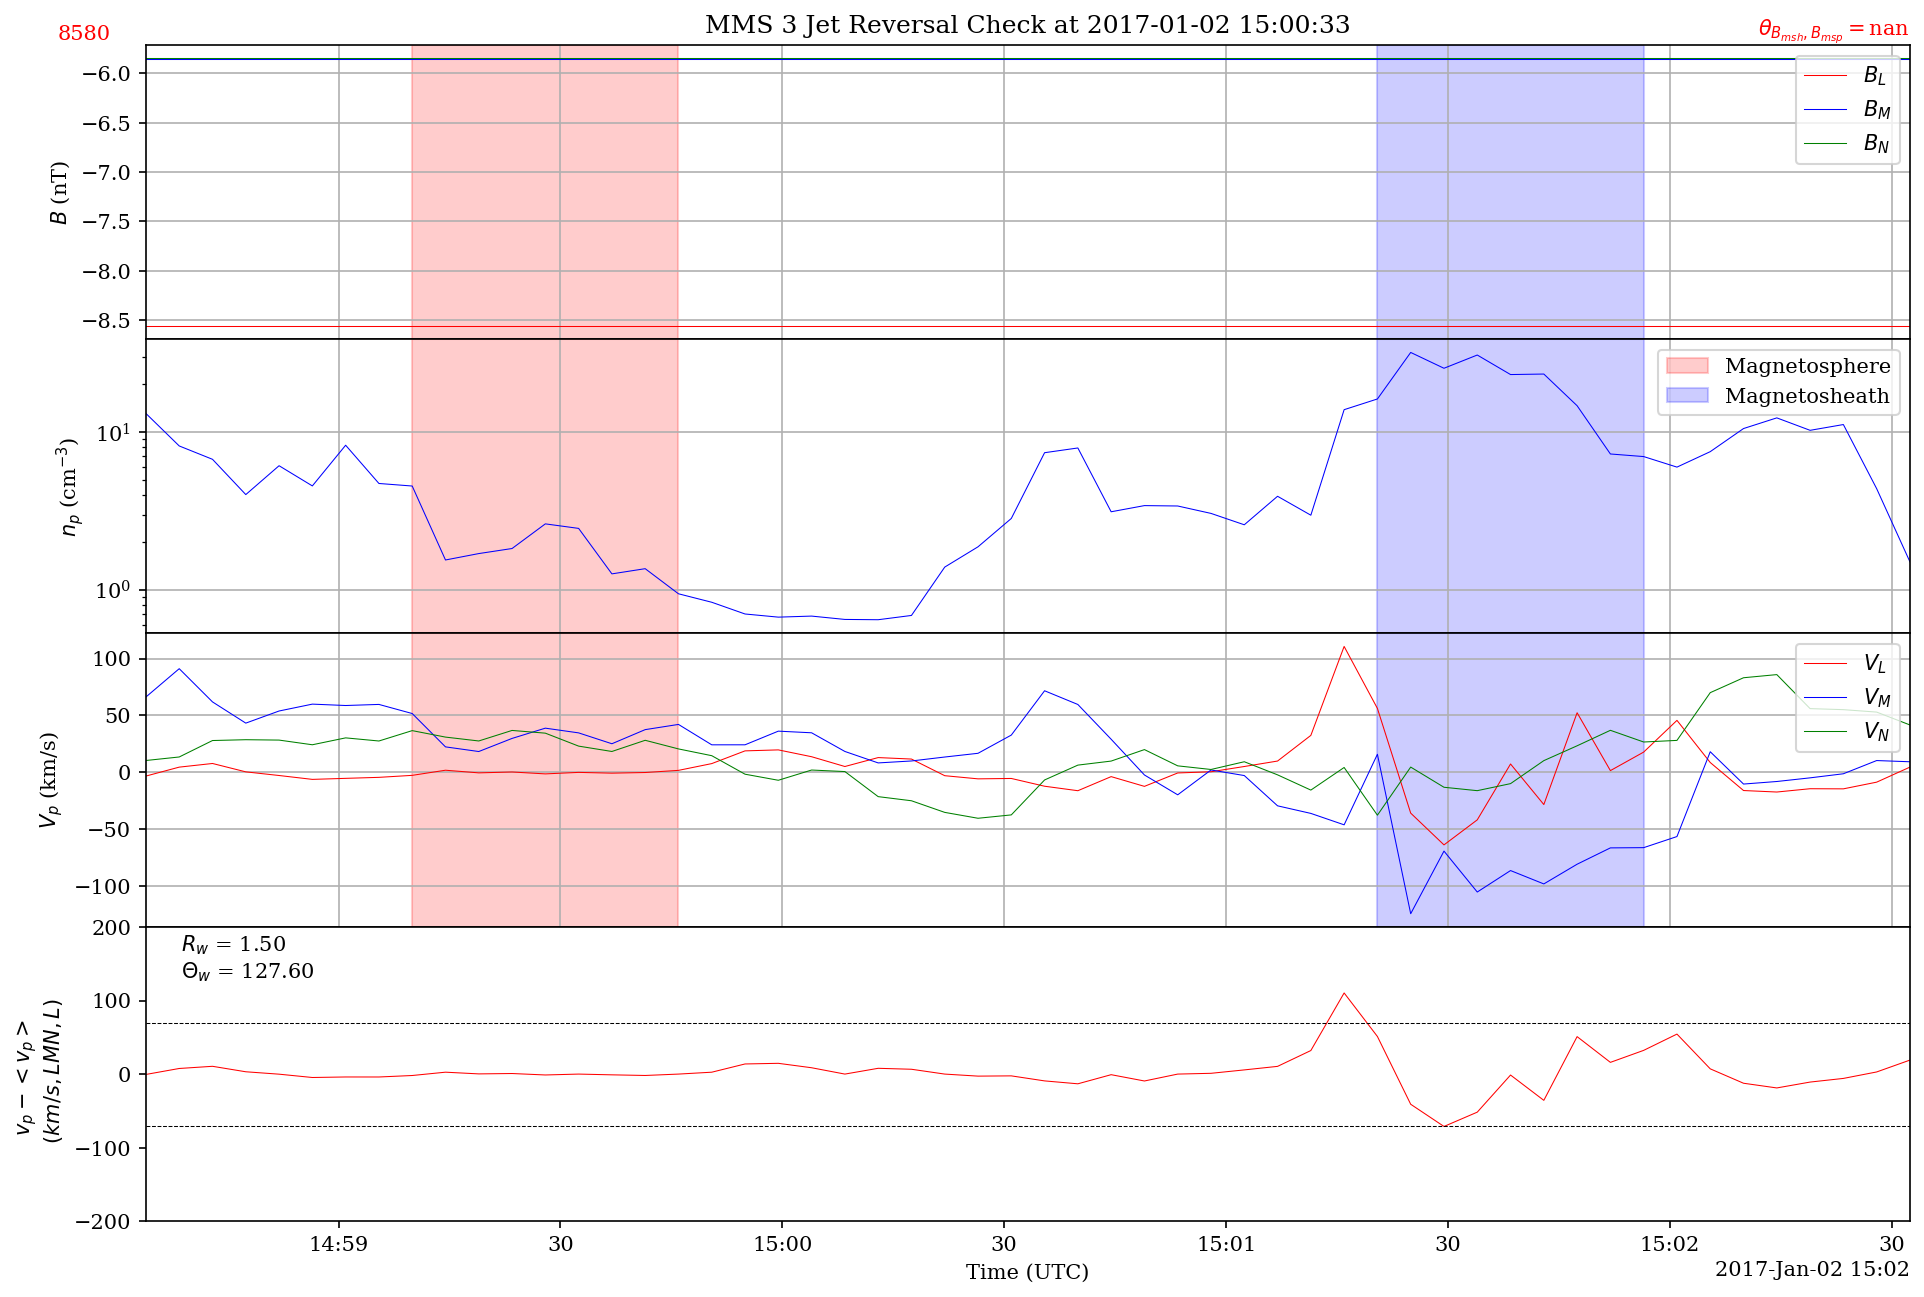 MMS 3 Jet Reversal Check at 2017-01-02 15:00:33
8580
θ_{B_{msh}, B_{msp}} = nan
−6.0
−6.5
−7.0
−7.5
−8.0
−8.5
B (nT)
B_L
B_M
B_N
10^1
10^0
n_p (cm^{−3})
Magnetosphere
Magnetosheath
100
50
0
−50
−100
V_p (km/s)
V_L
V_M
V_N
200
100
0
−100
−200
v_p − < v_p >
(km/s, LMN, L)
R_w = 1.50
Θ_w = 127.60
14:59
30
15:00
30
15:01
30
15:02
30
Time (UTC)
2017-Jan-02 15:02